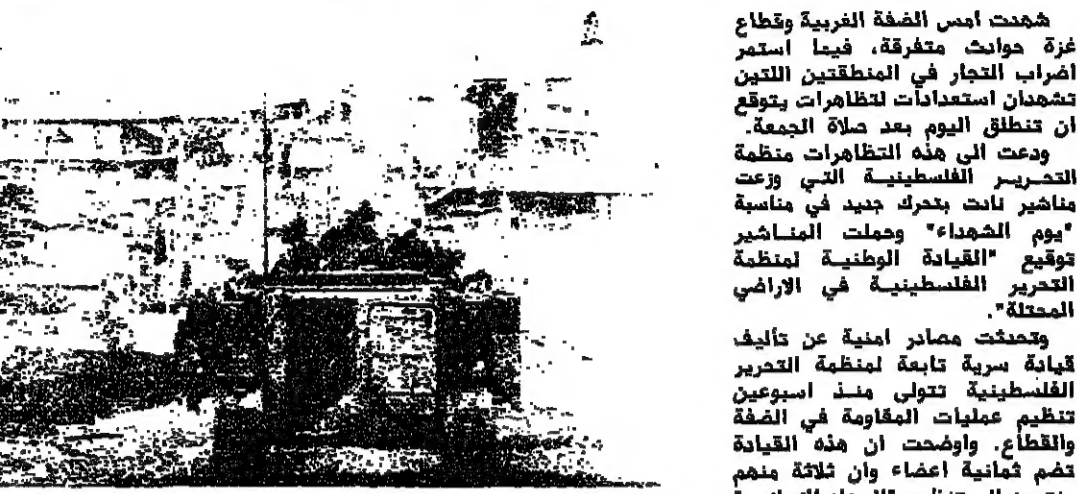 شهدت امس الضفة الغربية وقطاع
غزة حوادث متفرقة، فيما استمر
اضراب التجار في المنطقتين اللتين
تشهدان استعدادات لتظاهرات يتوقع
ان تنطلق اليوم بعد صلاة الجمعة.
ودعت الى هذه التظاهرات منظمة
التحرير الفلسطينية التي وزعت
مناشير نادت بتحرك جديد في مناسبة
"يوم الشهداء" وحملت المناشير
توقيع "القيادة الوطنية لمنظمة
التحرير الفلسطينية في الاراضي
المحتلة".
وتحدثت مصادر امنية عن تأليف
قيادة سرية تابعة لمنظمة التحرير
الفلسطينية تتولى منذ اسبوعين
تنظيم عمليات المقاومة في الضفة
والقطاع. واوضحت ان هذه القيادة
تضم ثمانية اعضاء وان ثلاثة منهم